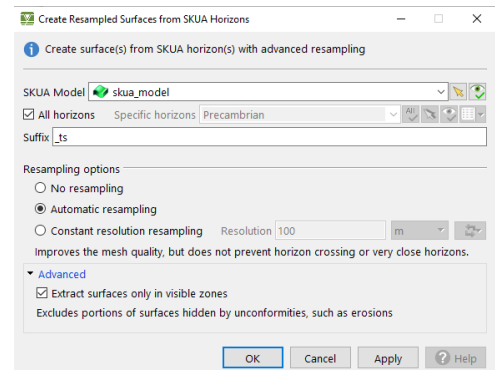 Create Resampled Surfaces from SKUA Horizons
Create surface(s) from SKUA horizon(s) with advanced resampling
SKUA Model skua_model
All horizons Specific horizons Precambrian All
Suffix _ts
Resampling options
No resampling
Automatic resampling
Constant resolution resampling Resolution 100 m
Improves the mesh quality, but does not prevent horizon crossing or very close horizons.
Advanced
Extract surfaces only in visible zones
Excludes portions of surfaces hidden by unconformities, such as erosions
OK Cancel Apply Help